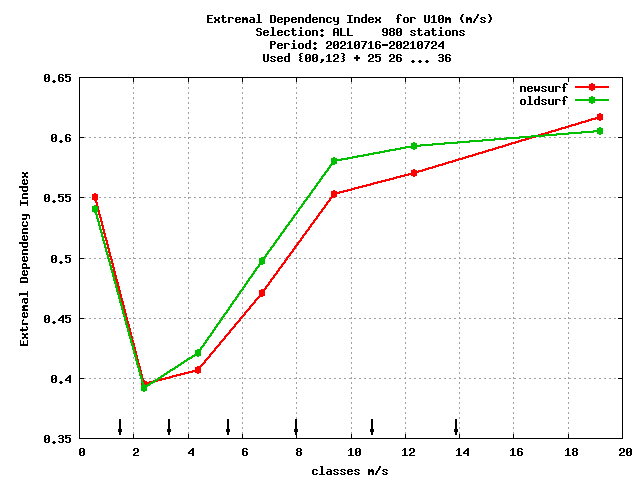 Extremal Dependency Index  for U10m (m/s)
Selection: ALL    980 stations
Period: 20210716-20210724
Used {00,12} + 25 26 ... 36
newsurf
oldsurf
Extremal Dependency Index
0.65
0.6
0.55
0.5
0.45
0.4
0.35
0 2 4 6 8 10 12 14 16 18 20
classes m/s